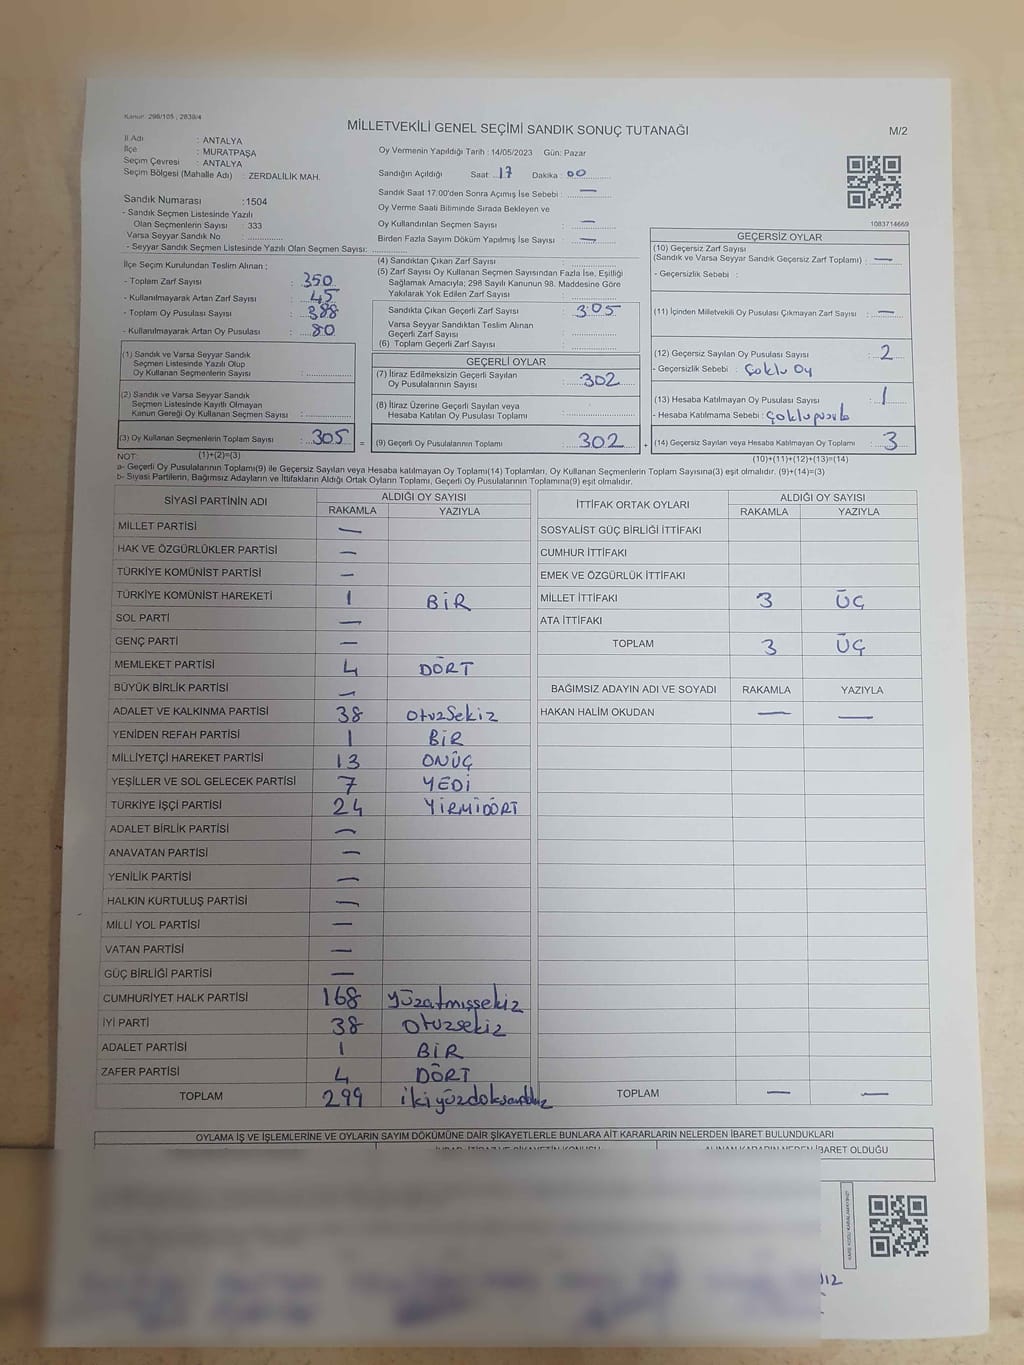 Kanun: 298/105 , 2839/4
MİLLETVEKİLİ GENEL SEÇİMİ SANDIK SONUÇ TUTANAĞI
M/2
İl Adı : ANTALYA
İlçe : MURATPAŞA
Seçim Çevresi : ANTALYA
Seçim Bölgesi (Mahalle Adı) : ZERDALİLİK MAH.
Oy Vermenin Yapıldığı Tarih : 14/05/2023 Gün: Pazar
Sandığın Açıldığı Saat : 17 Dakika : 00
Sandık Saat 17:00'den Sonra Açımış İse Sebebi : —
Oy Verme Saati Bitiminde Sırada Bekleyen ve
Oy Kullandırılan Seçmen Sayısı : —
Birden Fazla Sayım Döküm Yapılmış İse Sayısı : —
1083714669
Sandık Numarası : 1504
- Sandık Seçmen Listesinde Yazılı
Olan Seçmenlerin Sayısı : 333
Varsa Seyyar Sandık No :
- Seyyar Sandık Seçmen Listesinde Yazılı Olan Seçmen Sayısı:
İlçe Seçim Kurulundan Teslim Alınan ;
- Toplam Zarf Sayısı : 350
- Kullanılmayarak Artan Zarf Sayısı : 45
- Toplam Oy Pusulası Sayısı : 388
- Kullanılmayarak Artan Oy Pusulası : 80
(4) Sandıktan Çıkan Zarf Sayısı :
(5) Zarf Sayısı Oy Kullanan Seçmen Sayısından Fazla İse, Eşitliği
Sağlamak Amacıyla; 298 Sayılı Kanunun 98. Maddesine Göre
Yakılarak Yok Edilen Zarf Sayısı :
Sandıkta Çıkan Geçerli Zarf Sayısı : 305
Varsa Seyyar Sandıktan Teslim Alınan
Geçerli Zarf Sayısı :
(6) Toplam Geçerli Zarf Sayısı :
GEÇERSİZ OYLAR
(10) Geçersiz Zarf Sayısı
(Sandık ve Varsa Seyyar Sandık Geçersiz Zarf Toplamı) : —
- Geçersizlik Sebebi :
(11) İçinden Milletvekili Oy Pusulası Çıkmayan Zarf Sayısı : —
(12) Geçersiz Sayılan Oy Pusulası Sayısı : 2
- Geçersizlik Sebebi : Çoklu Oy
(13) Hesaba Katılmayan Oy Pusulası Sayısı : 1
- Hesaba Katılmama Sebebi : Çoklu pusula
(14) Geçersiz Sayılan veya Hesaba Katılmayan Oy Toplamı : 3
(10)+(11)+(12)+(13)=(14)
(1) Sandık ve Varsa Seyyar Sandık
Seçmen Listesinde Yazılı Olup
Oy Kullanan Seçmenlerin Sayısı :
(2) Sandık ve Varsa Seyyar Sandık
Seçmen Listesinde Kayıtlı Olmayan
Kanun Gereği Oy Kullanan Seçmen Sayısı :
(3) Oy Kullanan Seçmenlerin Toplam Sayısı : 305 =
(1)+(2)=(3)
GEÇERLİ OYLAR
(7) İtiraz Edilmeksizin Geçerli Sayılan
Oy Pusulalarının Sayısı : 302
(8) İtiraz Üzerine Geçerli Sayılan veya
Hesaba Katılan Oy Pusulası Toplamı :
(9) Geçerli Oy Pusulalarının Toplamı : 302 +
NOT:
a- Geçerli Oy Pusulalarının Toplamı(9) ile Geçersiz Sayılan veya Hesaba katılmayan Oy Toplamı(14) Toplamları, Oy Kullanan Seçmenlerin Toplam Sayısına(3) eşit olmalıdır. (9)+(14)=(3)
b- Siyasi Partilerin, Bağımsız Adayların ve İttifakların Aldığı Ortak Oyların Toplamı, Geçerli Oy Pusulalarının Toplamına(9) eşit olmalıdır.
SİYASİ PARTİNİN ADI ALDIĞI OY SAYISI
RAKAMLA YAZIYLA
MİLLET PARTİSİ —
HAK VE ÖZGÜRLÜKLER PARTİSİ —
TÜRKİYE KOMÜNİST PARTİSİ —
TÜRKİYE KOMÜNİST HAREKETİ 1 BİR
SOL PARTİ —
GENÇ PARTİ —
MEMLEKET PARTİSİ 4 DÖRT
BÜYÜK BİRLİK PARTİSİ —
ADALET VE KALKINMA PARTİSİ 38 otuzsekiz
YENİDEN REFAH PARTİSİ 1 BİR
MİLLİYETÇİ HAREKET PARTİSİ 13 ONÜÇ
YEŞİLLER VE SOL GELECEK PARTİSİ 7 YEDİ
TÜRKİYE İŞÇİ PARTİSİ 24 YİRMİDÖRT
ADALET BİRLİK PARTİSİ —
ANAVATAN PARTİSİ —
YENİLİK PARTİSİ —
HALKIN KURTULUŞ PARTİSİ —
MİLLİ YOL PARTİSİ —
VATAN PARTİSİ —
GÜÇ BİRLİĞİ PARTİSİ —
CUMHURİYET HALK PARTİSİ 168 yüzatmışsekiz
İYİ PARTİ 38 otuzsekiz
ADALET PARTİSİ 1 BİR
ZAFER PARTİSİ 4 DÖRT
TOPLAM 299 ikiyüzdoksandokuz
İTTİFAK ORTAK OYLARI ALDIĞI OY SAYISI
RAKAMLA YAZIYLA
SOSYALİST GÜÇ BİRLİĞİ İTTİFAKI
CUMHUR İTTİFAKI
EMEK VE ÖZGÜRLÜK İTTİFAKI
MİLLET İTTİFAKI 3 ÜÇ
ATA İTTİFAKI
TOPLAM 3 ÜÇ
BAĞIMSIZ ADAYIN ADI VE SOYADI RAKAMLA YAZIYLA
HAKAN HALİM OKUDAN — —
TOPLAM — —
OYLAMA İŞ VE İŞLEMLERİNE VE OYLARIN SAYIM DÖKÜMÜNE DAİR ŞİKAYETLERLE BUNLARA AİT KARARLARIN NELERDEN İBARET BULUNDUKLARI
İBARET OLDUĞU